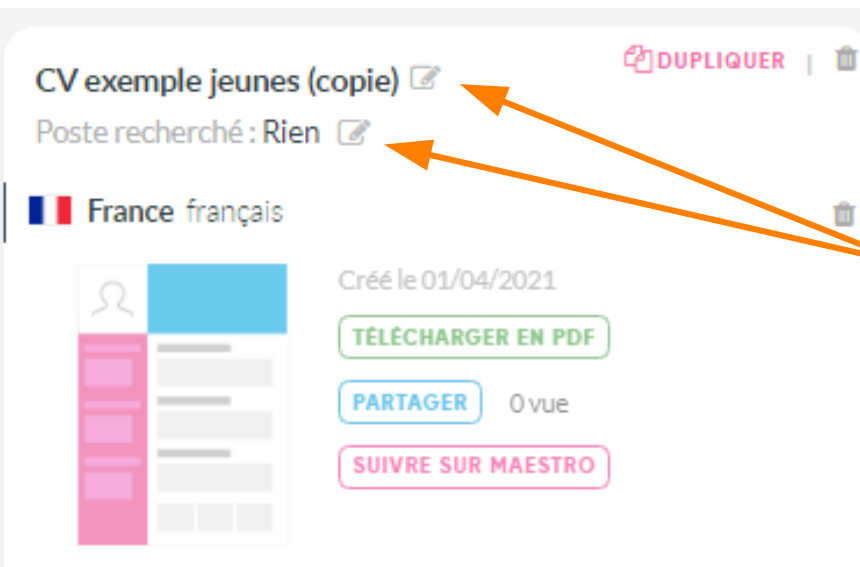 CV exemple jeunes (copie)
DUPLIQUER |
Poste recherché : Rien
France français
Créé le 01/04/2021
TÉLÉCHARGER EN PDF
PARTAGER 0 vue
SUIVRE SUR MAESTRO